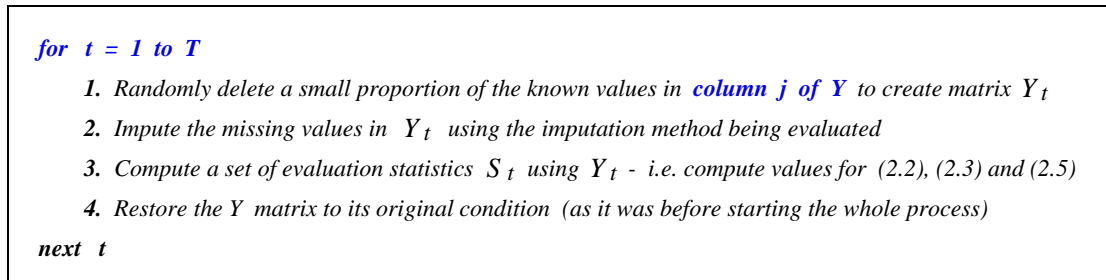 for t = 1 to T
1. Randomly delete a small proportion of the known values in column j of Y to create matrix Y t
2. Impute the missing values in Y t using the imputation method being evaluated
3. Compute a set of evaluation statistics S t using Y t - i.e. compute values for (2.2), (2.3) and (2.5)
4. Restore the Y matrix to its original condition (as it was before starting the whole process)
next t